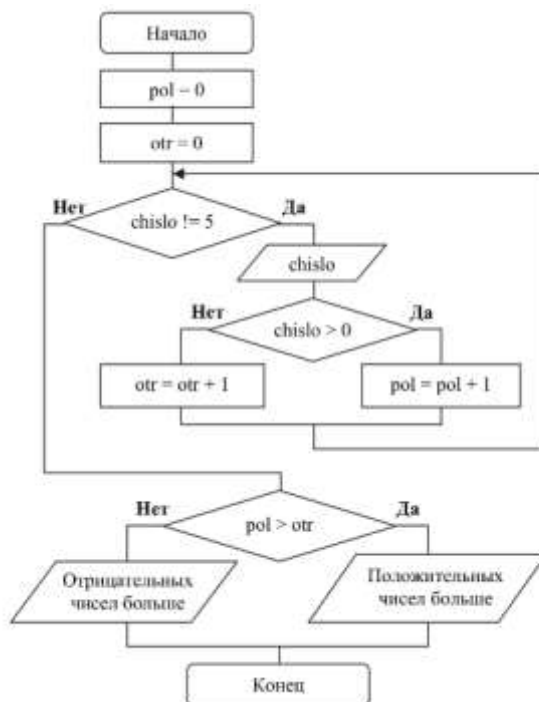 Начало
pol = 0
otr = 0
Нет
Да
chislo != 5
chislo
Нет
Да
chislo > 0
otr = otr + 1
pol = pol + 1
Нет
Да
pol > otr
Отрицательных
чисел больше
Положительных
чисел больше
Конец